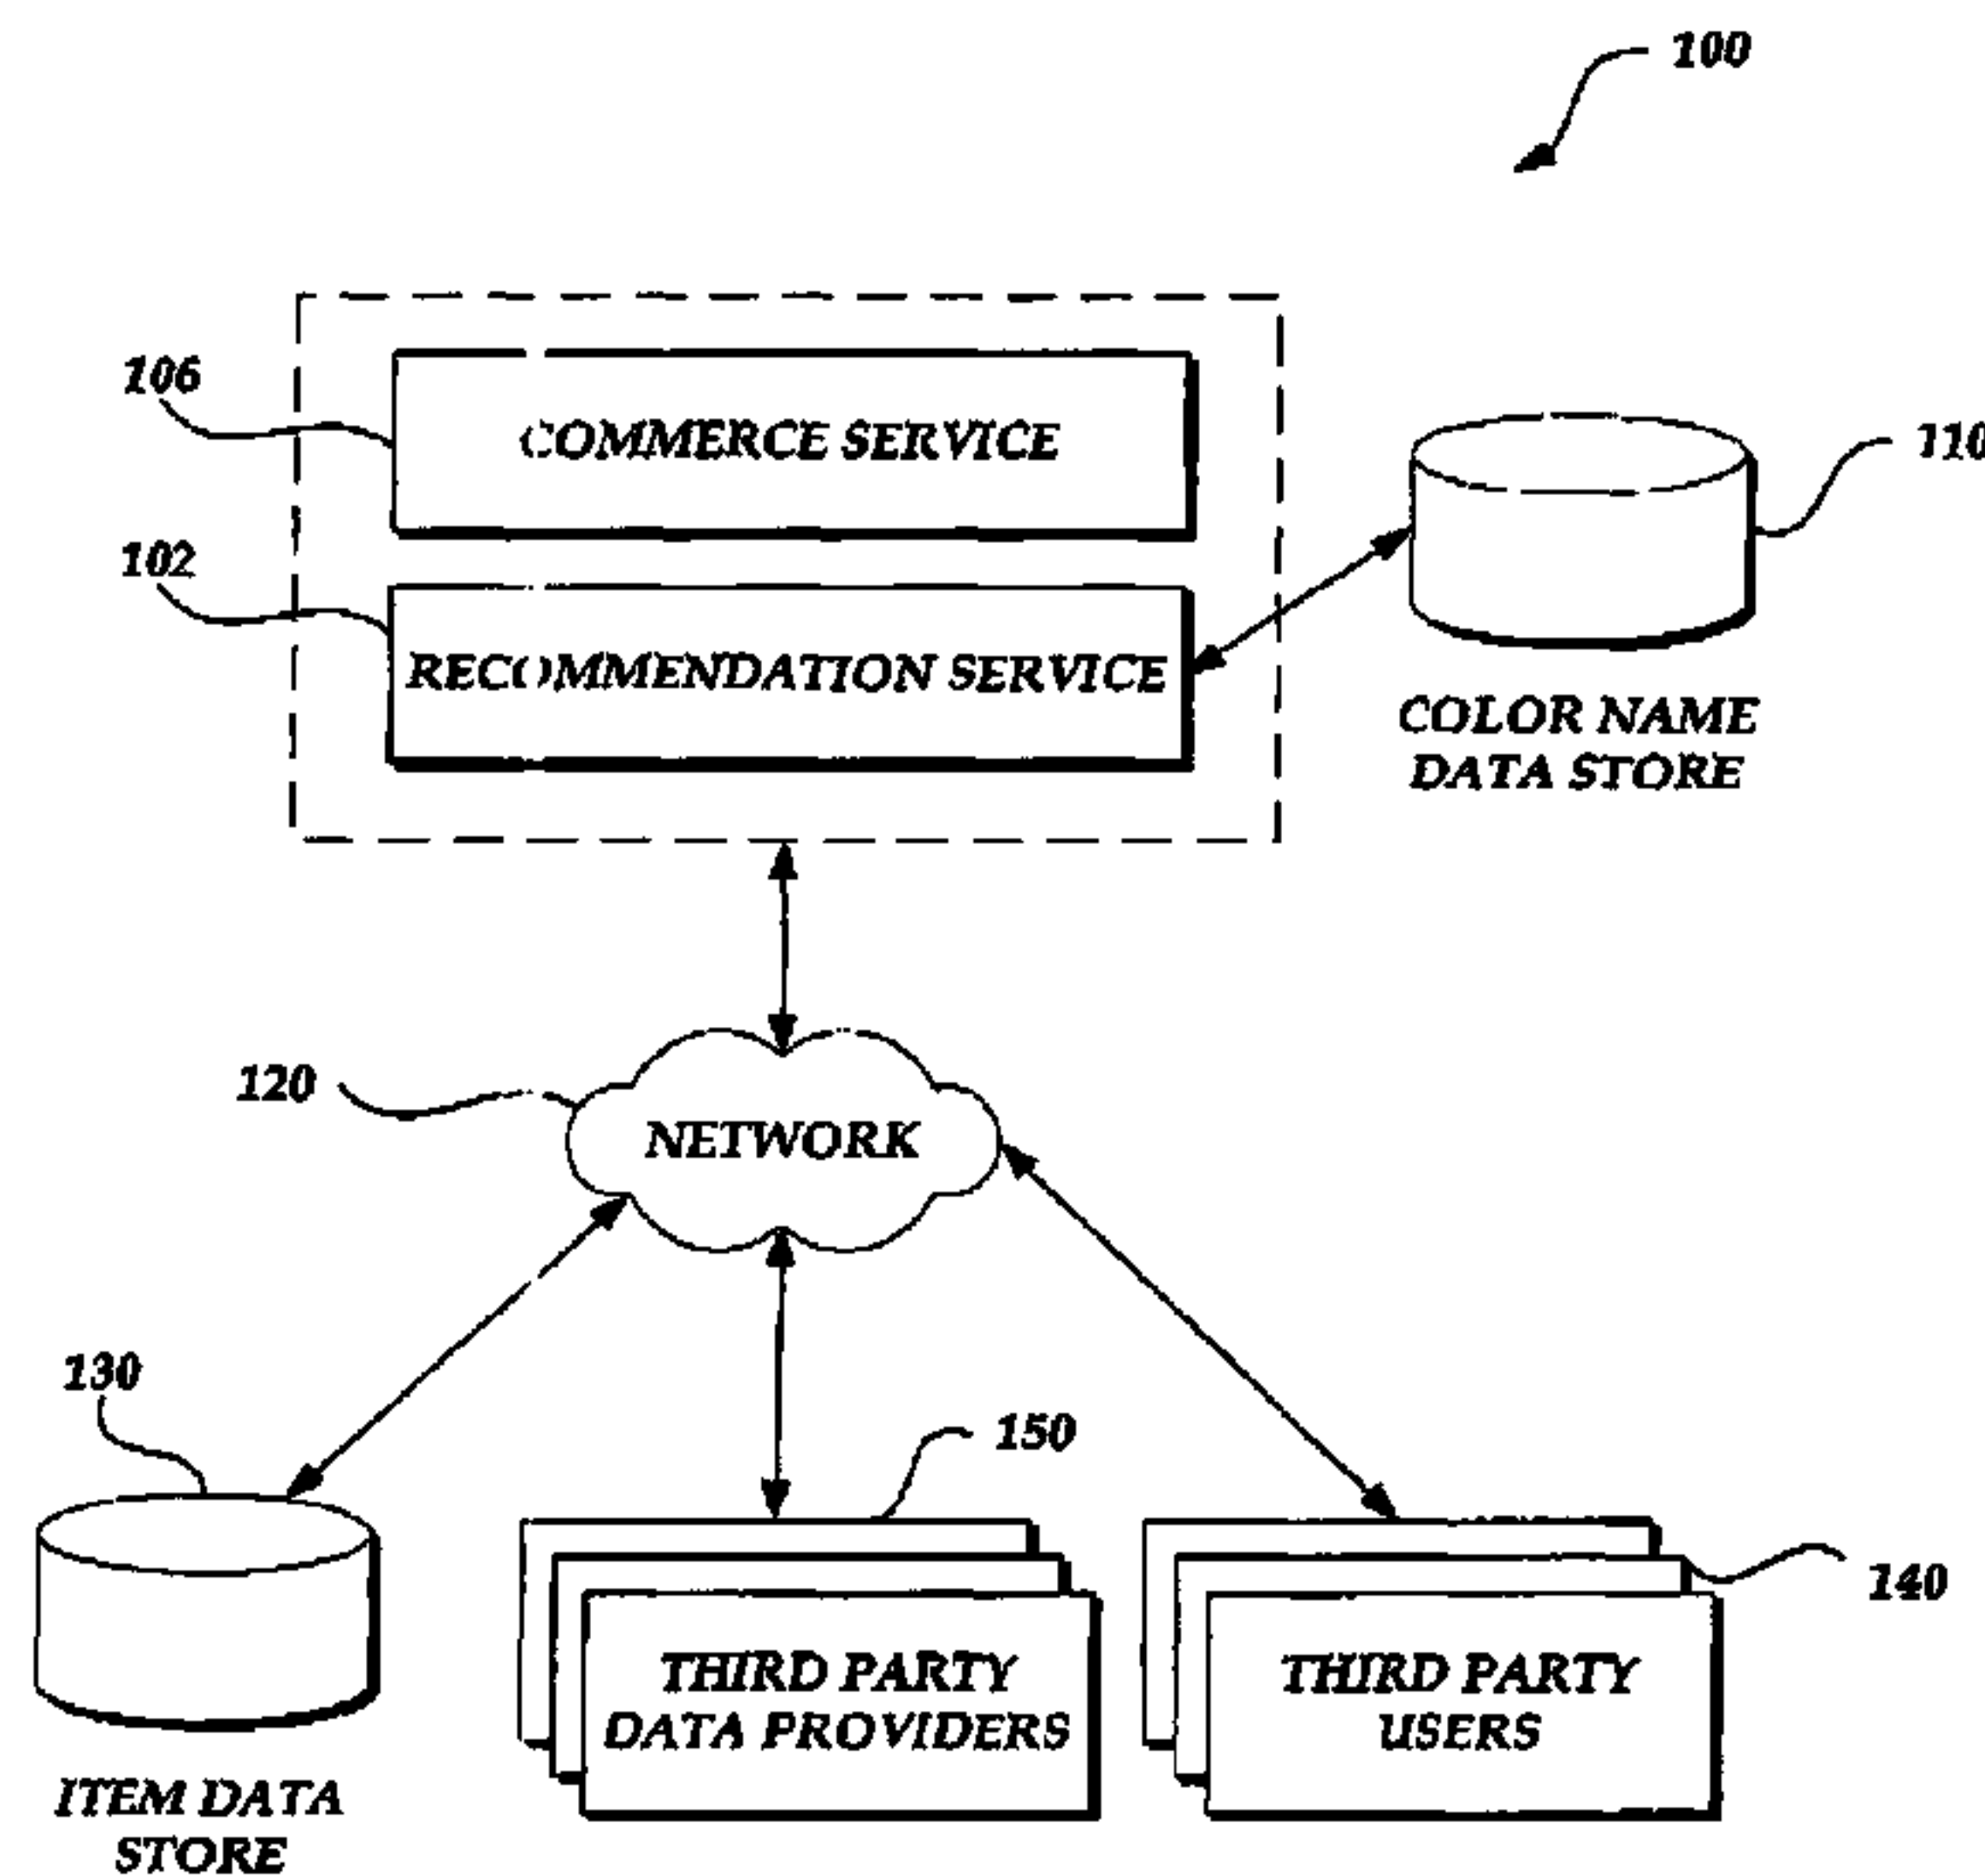 100
106
COMMERCE SERVICE
110
102
RECOMMENDATION SERVICE
COLOR NAME
DATA STORE
120
NETWORK
130
150
140
THIRD PARTY
DATA PROVIDERS
THIRD PARTY
USERS
ITEM DATA
STORE